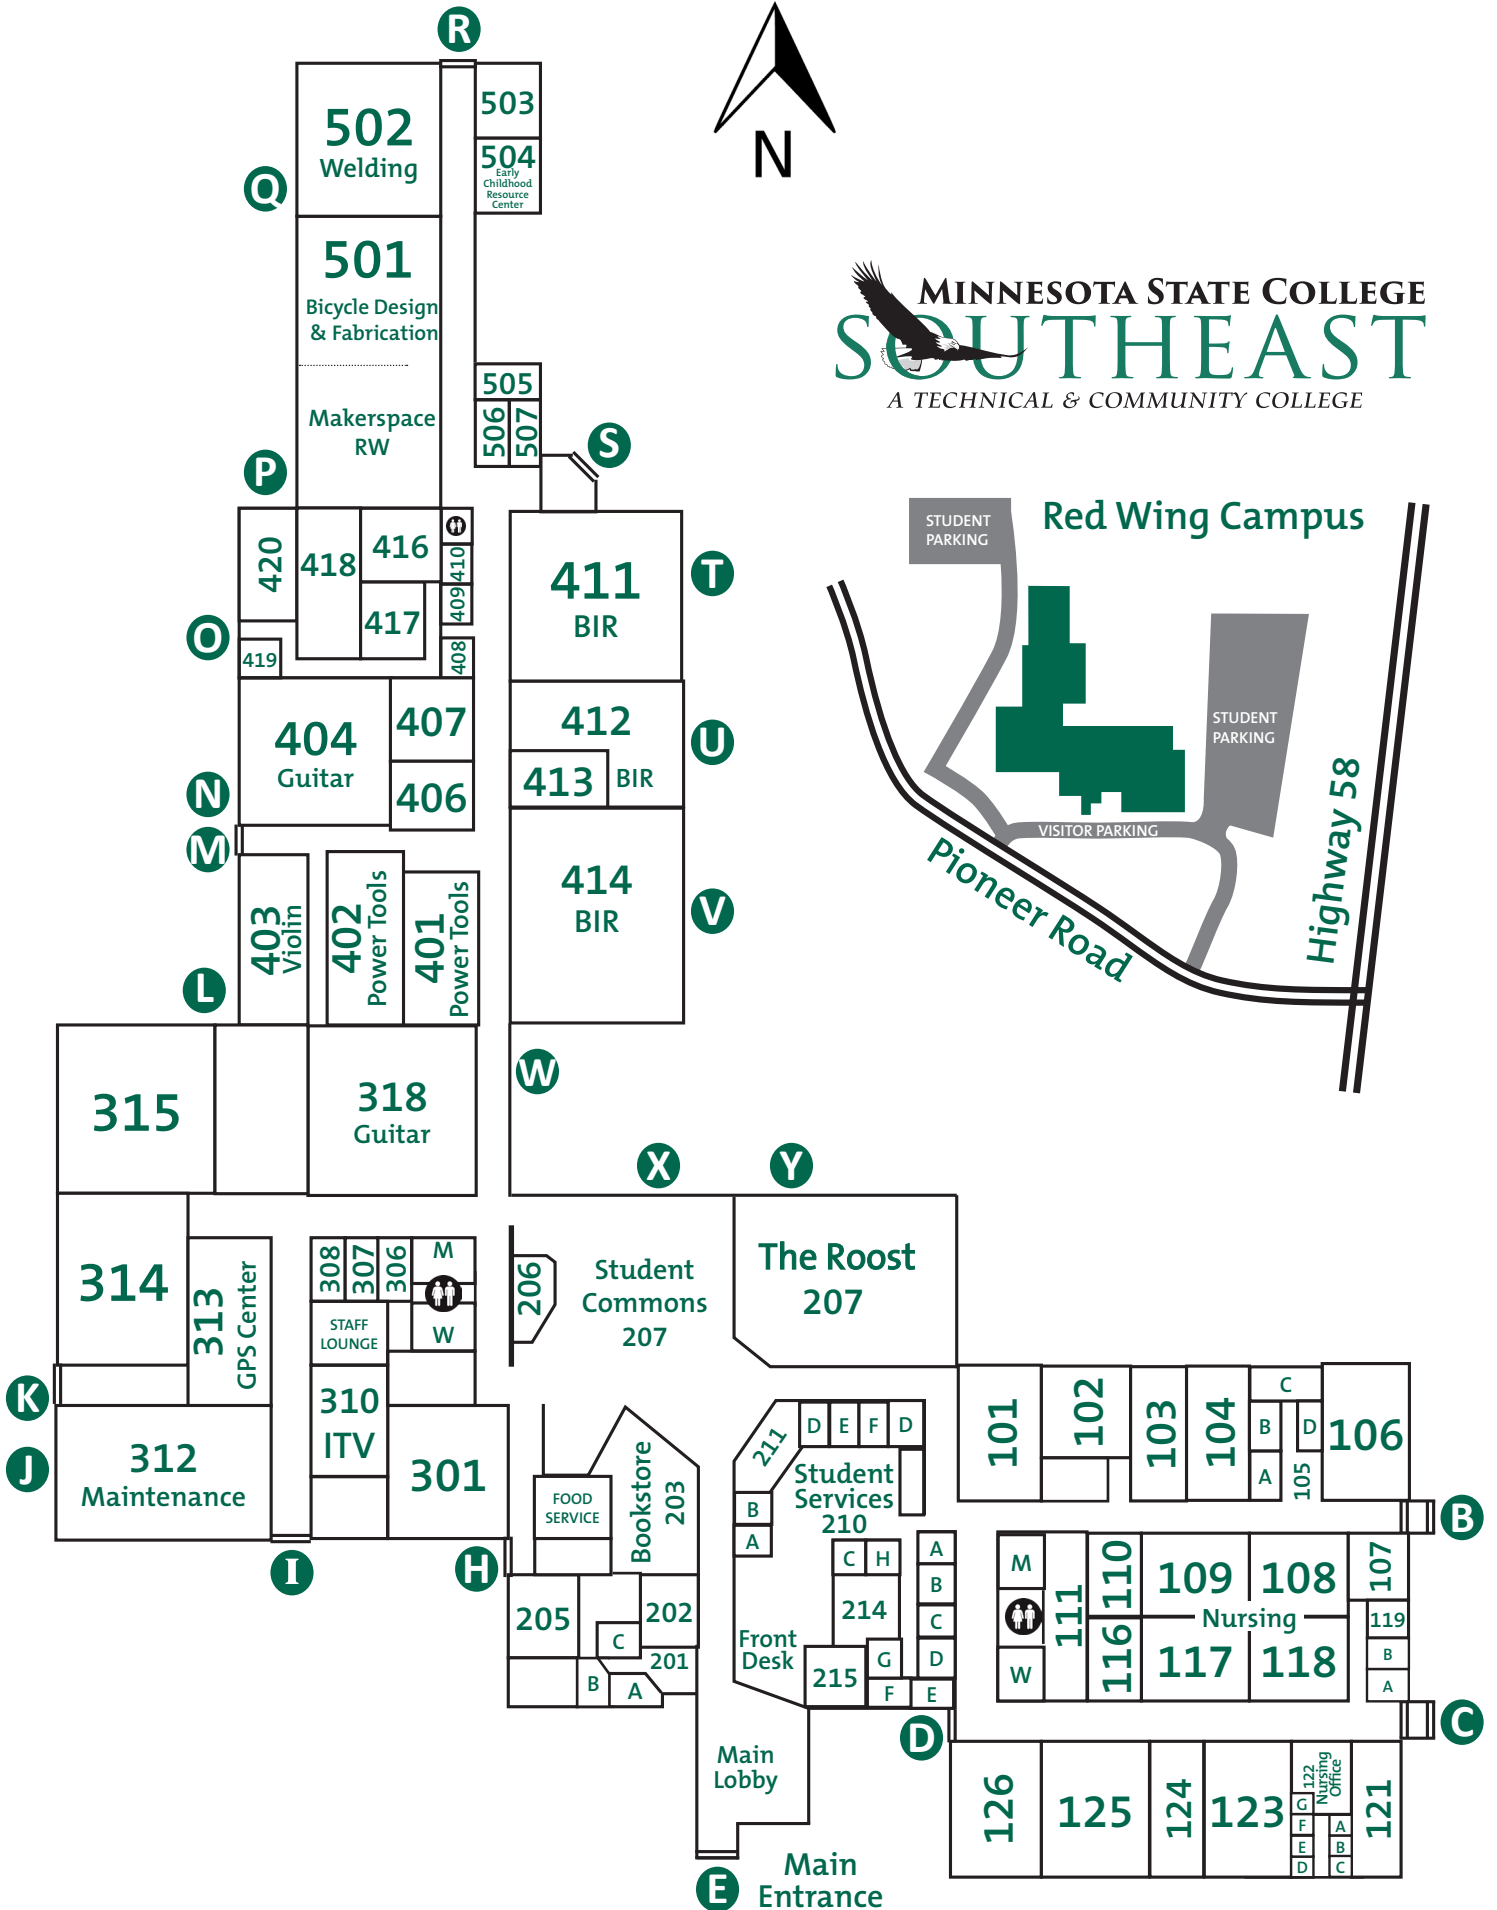 R
502
Welding
503
504
Early
Childhood
Resource
Center
N
Q
501
Bicycle Design
& Fabrication
Makerspace
RW
MINNESOTA STATE COLLEGE
SOUTHEAST
A TECHNICAL & COMMUNITY COLLEGE
505
506
507
S
P
Red Wing Campus
STUDENT
PARKING
STUDENT
PARKING
VISITOR PARKING
Pioneer Road
Highway 58
420
418
416
410
417
409
408
O
419
411
BIR
T
404
Guitar
407
406
412
413
BIR
U
N
M
403
Violin
402
Power Tools
401
Power Tools
414
BIR
V
L
315
318
Guitar
W
X
Y
314
313
GPS Center
308
307
306
M
W
STAFF
LOUNGE
206
Student
Commons
207
The Roost
207
K
J
312
Maintenance
310
ITV
301
I
H
FOOD
SERVICE
Bookstore
203
211
D
E
F
D
Student
Services
210
B
A
C
H
A
B
C
D
E
214
G
F
215
Front
Desk
205
202
C
201
B
A
101
102
103
104
C
B
D
A
105
106
B
M
W
111
110
109
108
107
Nursing
116
117
118
119
B
A
C
D
Main
Lobby
126
125
124
123
122
Nursing
Office
G
F
E
D
A
B
C
121
E
Main
Entrance